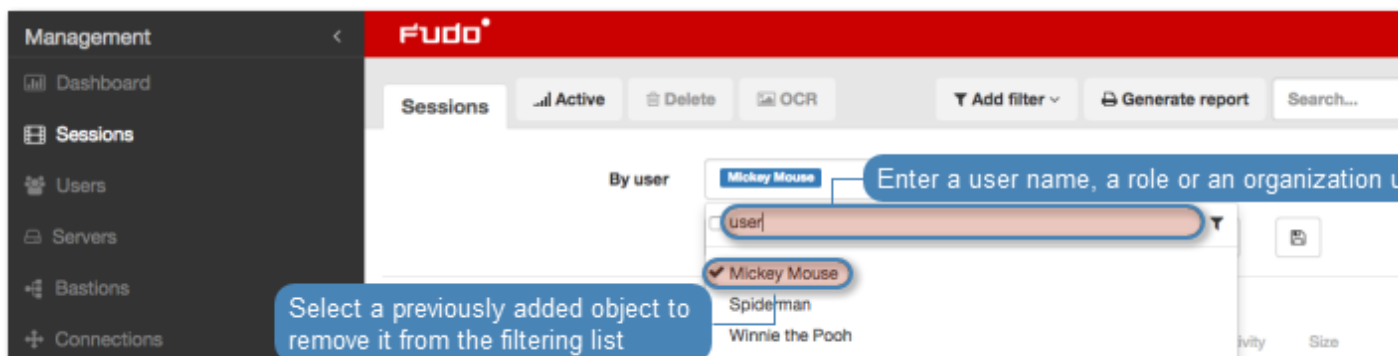 Management
Fudo
Dashboard
Sessions
Active
Delete
OCR
Add filter
Generate report
Search...
Sessions
Users
By user
Mickey Mouse
Enter a user name, a role or an organization
user
Servers
Mickey Mouse
Bastions
Select a previously added object to
remove it from the filtering list
Spiderman
Winnie the Pooh
Connections
Size